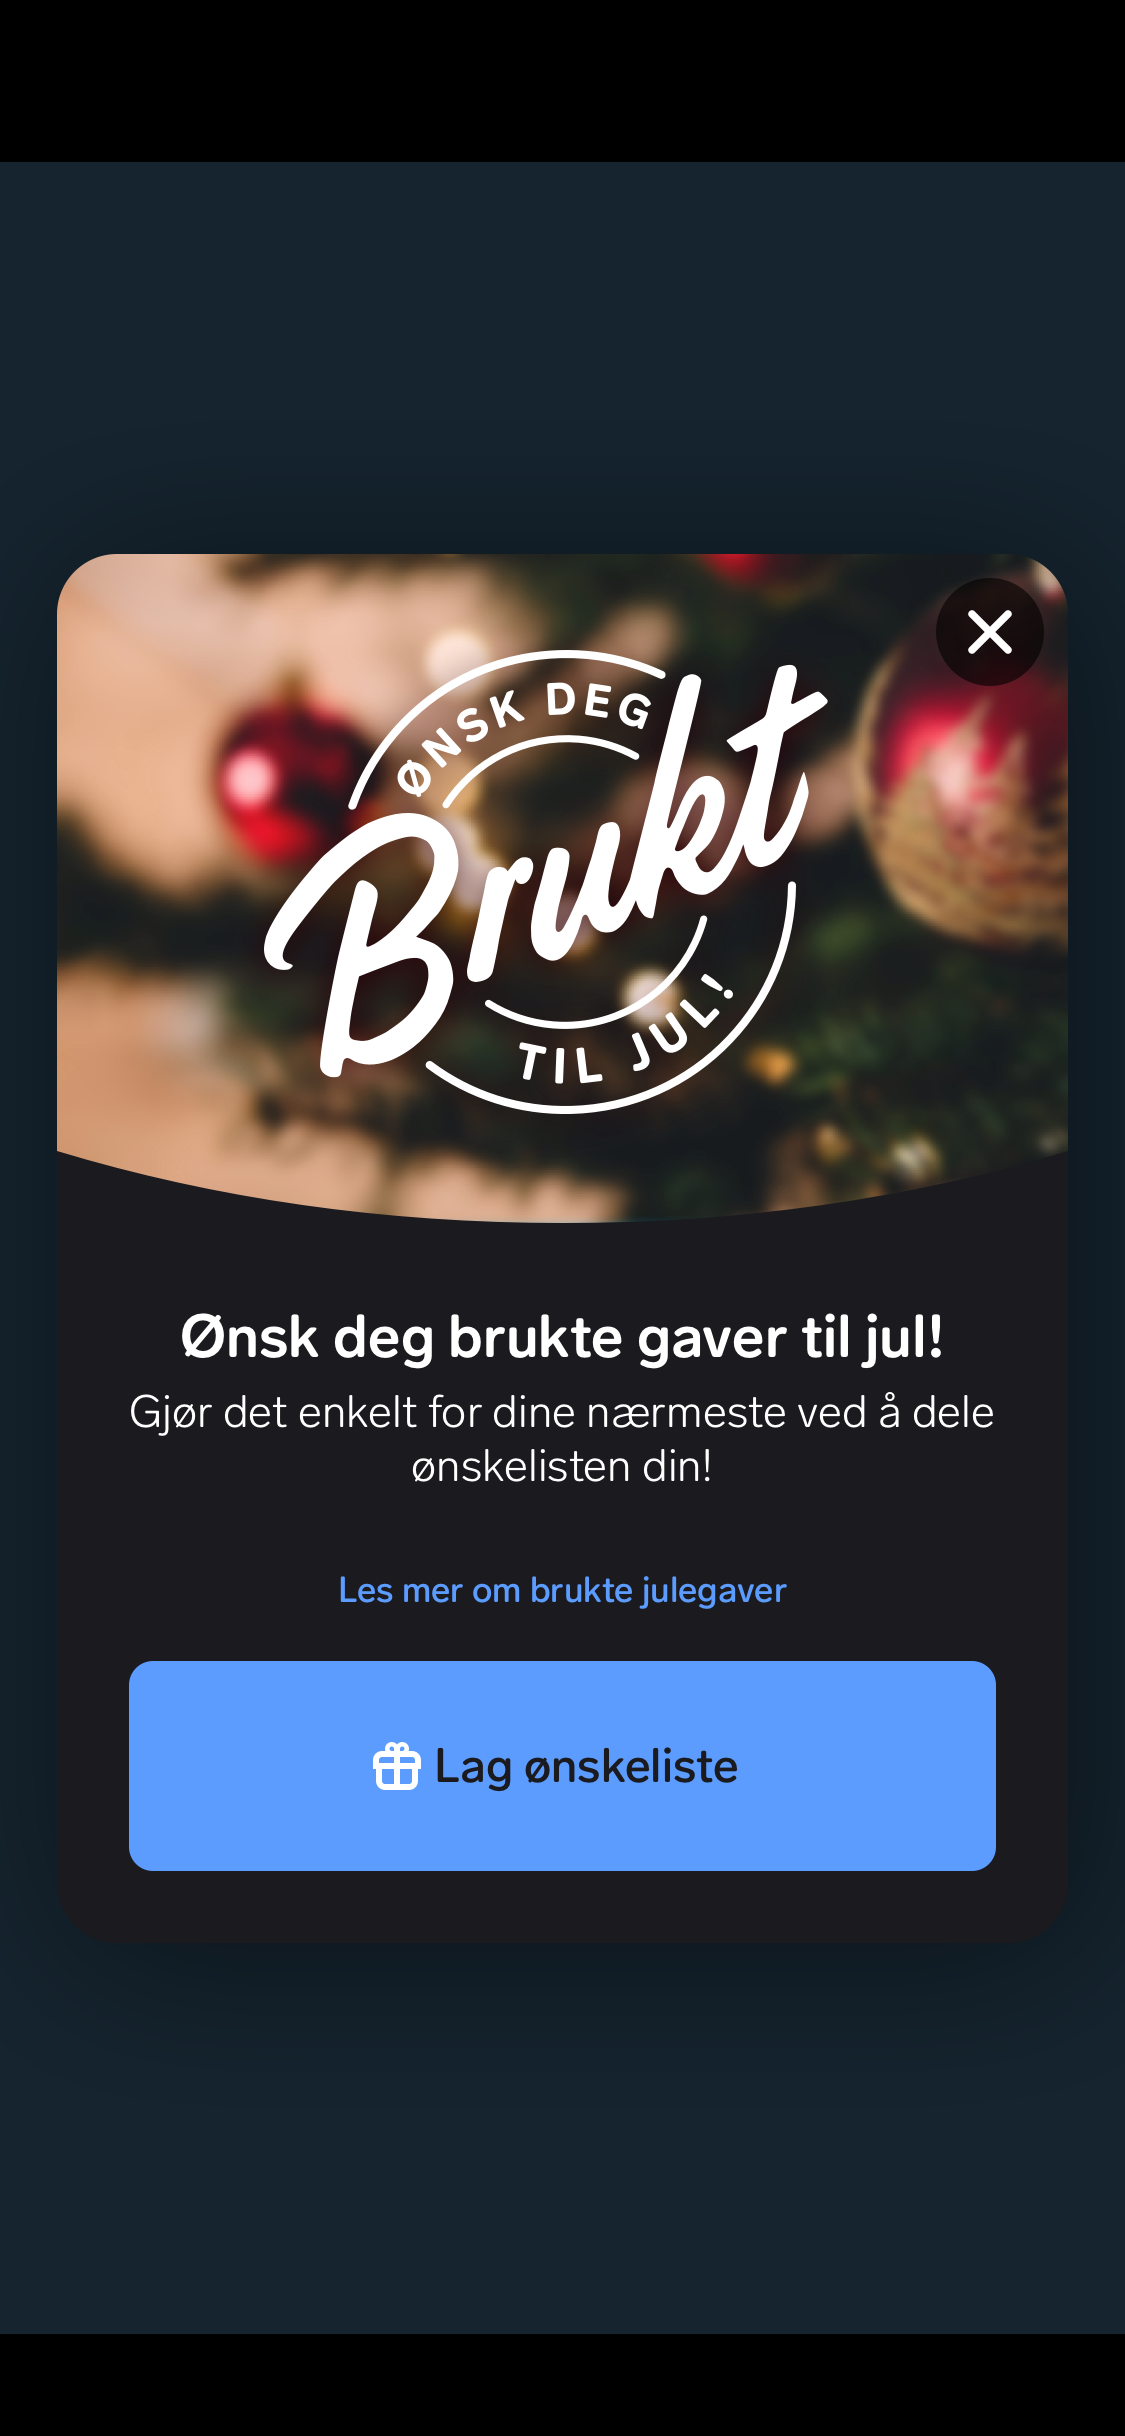 ØNSK DEG
Brukt
TIL JUL!
Ønsk deg brukte gaver til jul!
Gjør det enkelt for dine nærmeste ved å dele
ønskelisten din!
Les mer om brukte julegaver
Lag ønskeliste